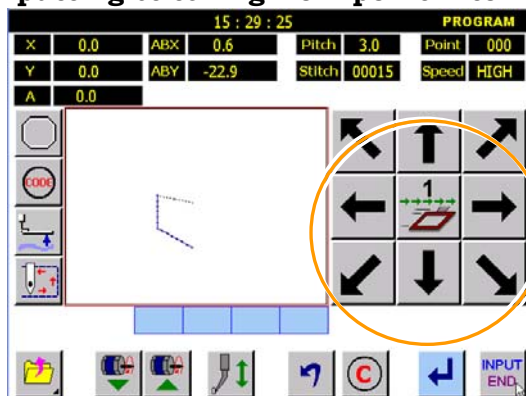 15 : 29 : 25 PROGRAM
X 0.0 ABX 0.6 Pitch 3.0 Point 000
Y 0.0 ABY -22.9 Stitch 00015 Speed HIGH
A 0.0
1
CODE
C
INPUT
END